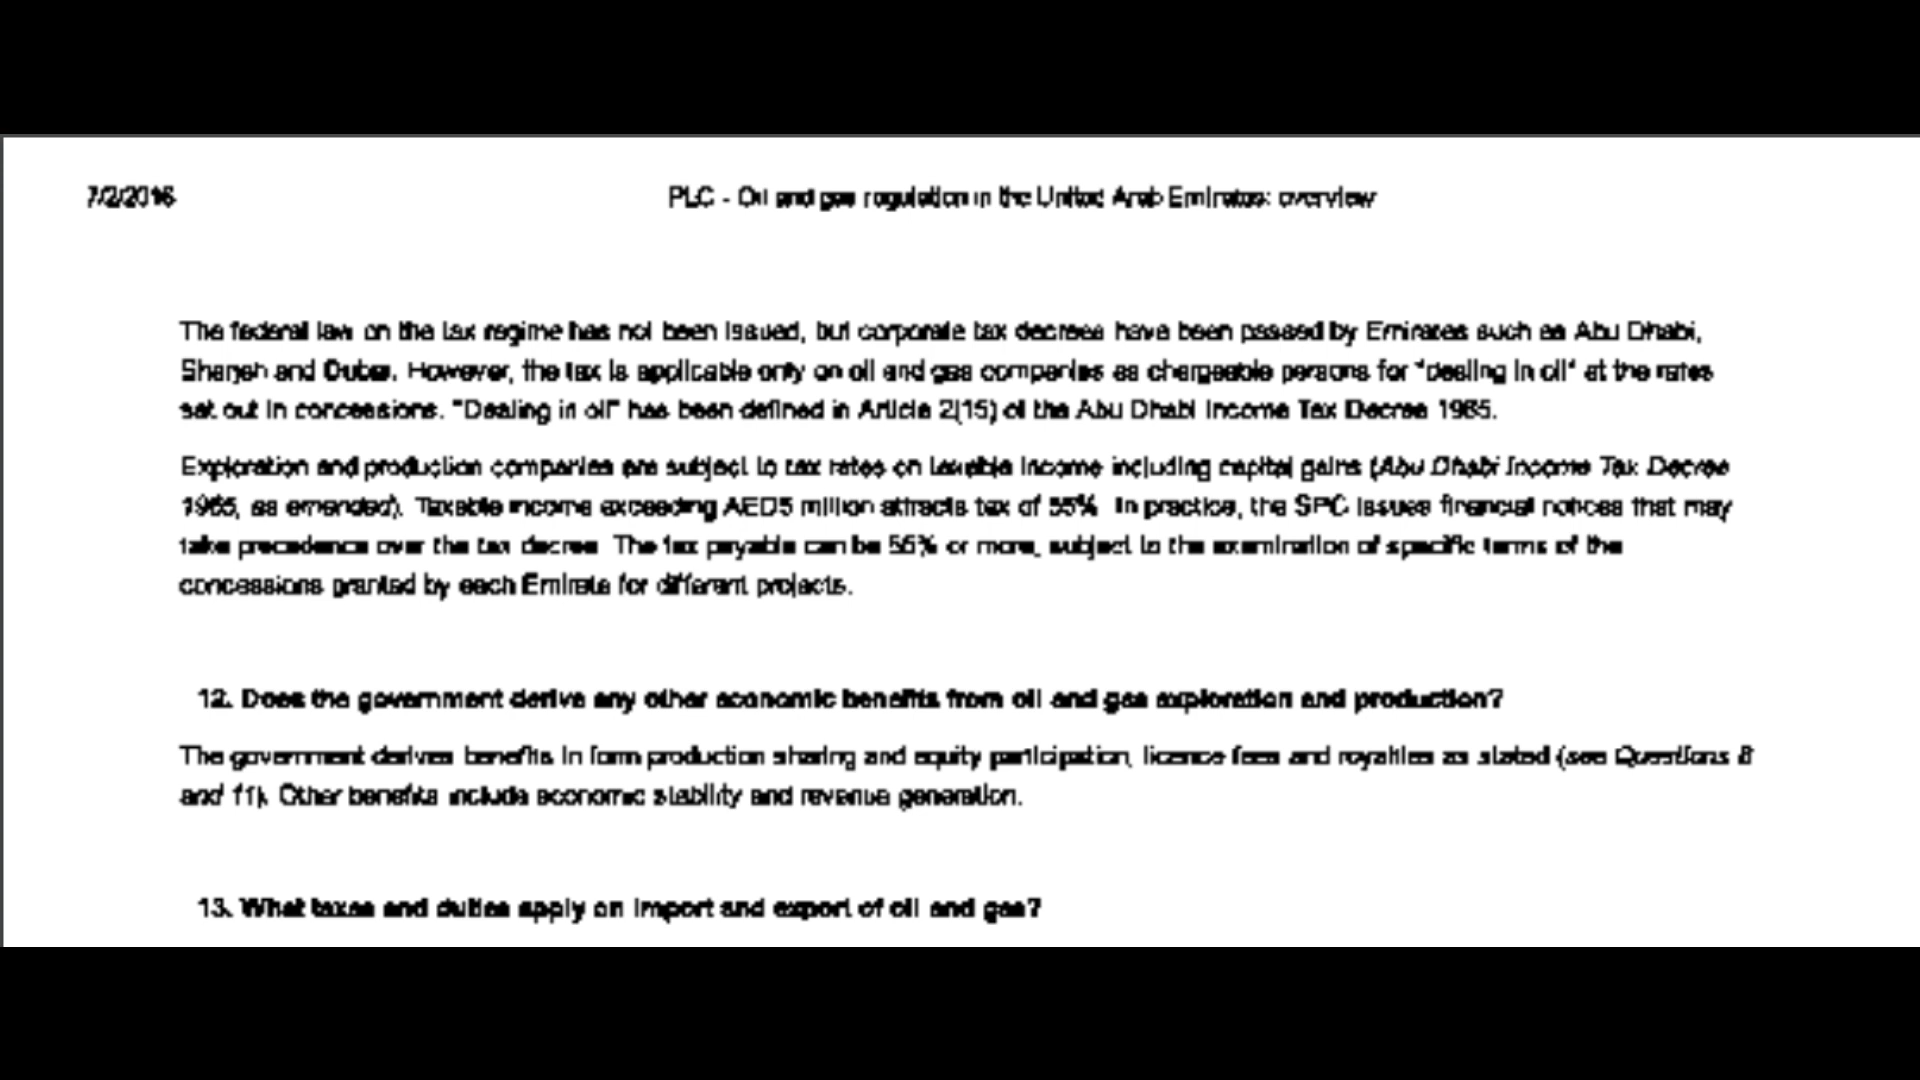 7/2/2016
PLC - Oil and gas regulation in the United Arab Emirates: overview
The federal law on the tax regime has not been issued, but corporate tax decrees have been passed by Emirates such as Abu Dhabi,
Sharjah and Dubai. However, the tax is applicable only on oil and gas companies as chargeable persons for "dealing in oil" at the rates
set out in concessions. "Dealing in oil" has been defined in Article 2(15) of the Abu Dhabi Income Tax Decree 1965.
Exploration and production companies are subject to tax rates on taxable income including capital gains (Abu Dhabi Income Tax Decree
1965, as amended). Taxable income exceeding AED5 million attracts tax of 55%. In practice, the SPC issues financial notices that may
take precedence over the tax decree. The tax payable can be 55% or more, subject to the examination of specific terms of the
concessions granted by each Emirate for different projects.
12. Does the government derive any other economic benefits from oil and gas exploration and production?
The government derives benefits in form production sharing and equity participation, licence fees and royalties as stated (see Questions 8
and 11). Other benefits include economic stability and revenue generation.
13. What taxes and duties apply on import and export of oil and gas?